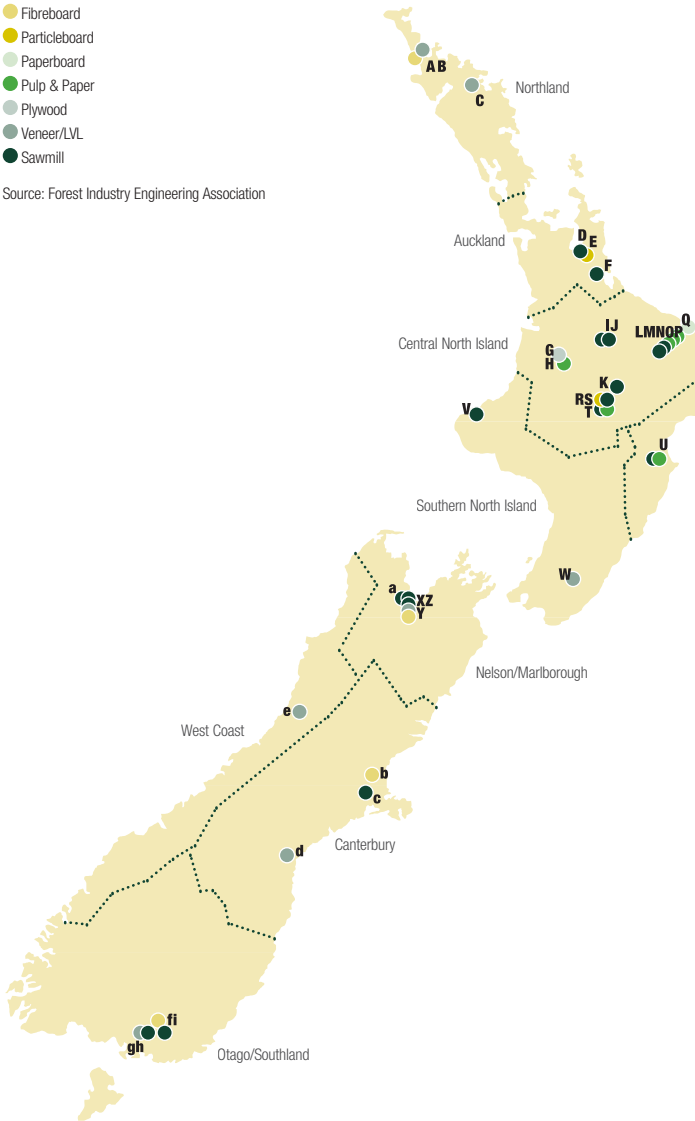 Fibreboard
Particleboard
Paperboard
Pulp & Paper
Plywood
Veneer/LVL
Sawmill
Source: Forest Industry Engineering Association
A B
Northland
C
D
E
Auckland
F
Q
IJ
LMNOP
Central North Island
G
H
K
RS
T
V
U
Southern North Island
W
a
XZ
Y
Nelson/Marlborough
e
West Coast
b
c
Canterbury
d
fi
gh
Otago/Southland